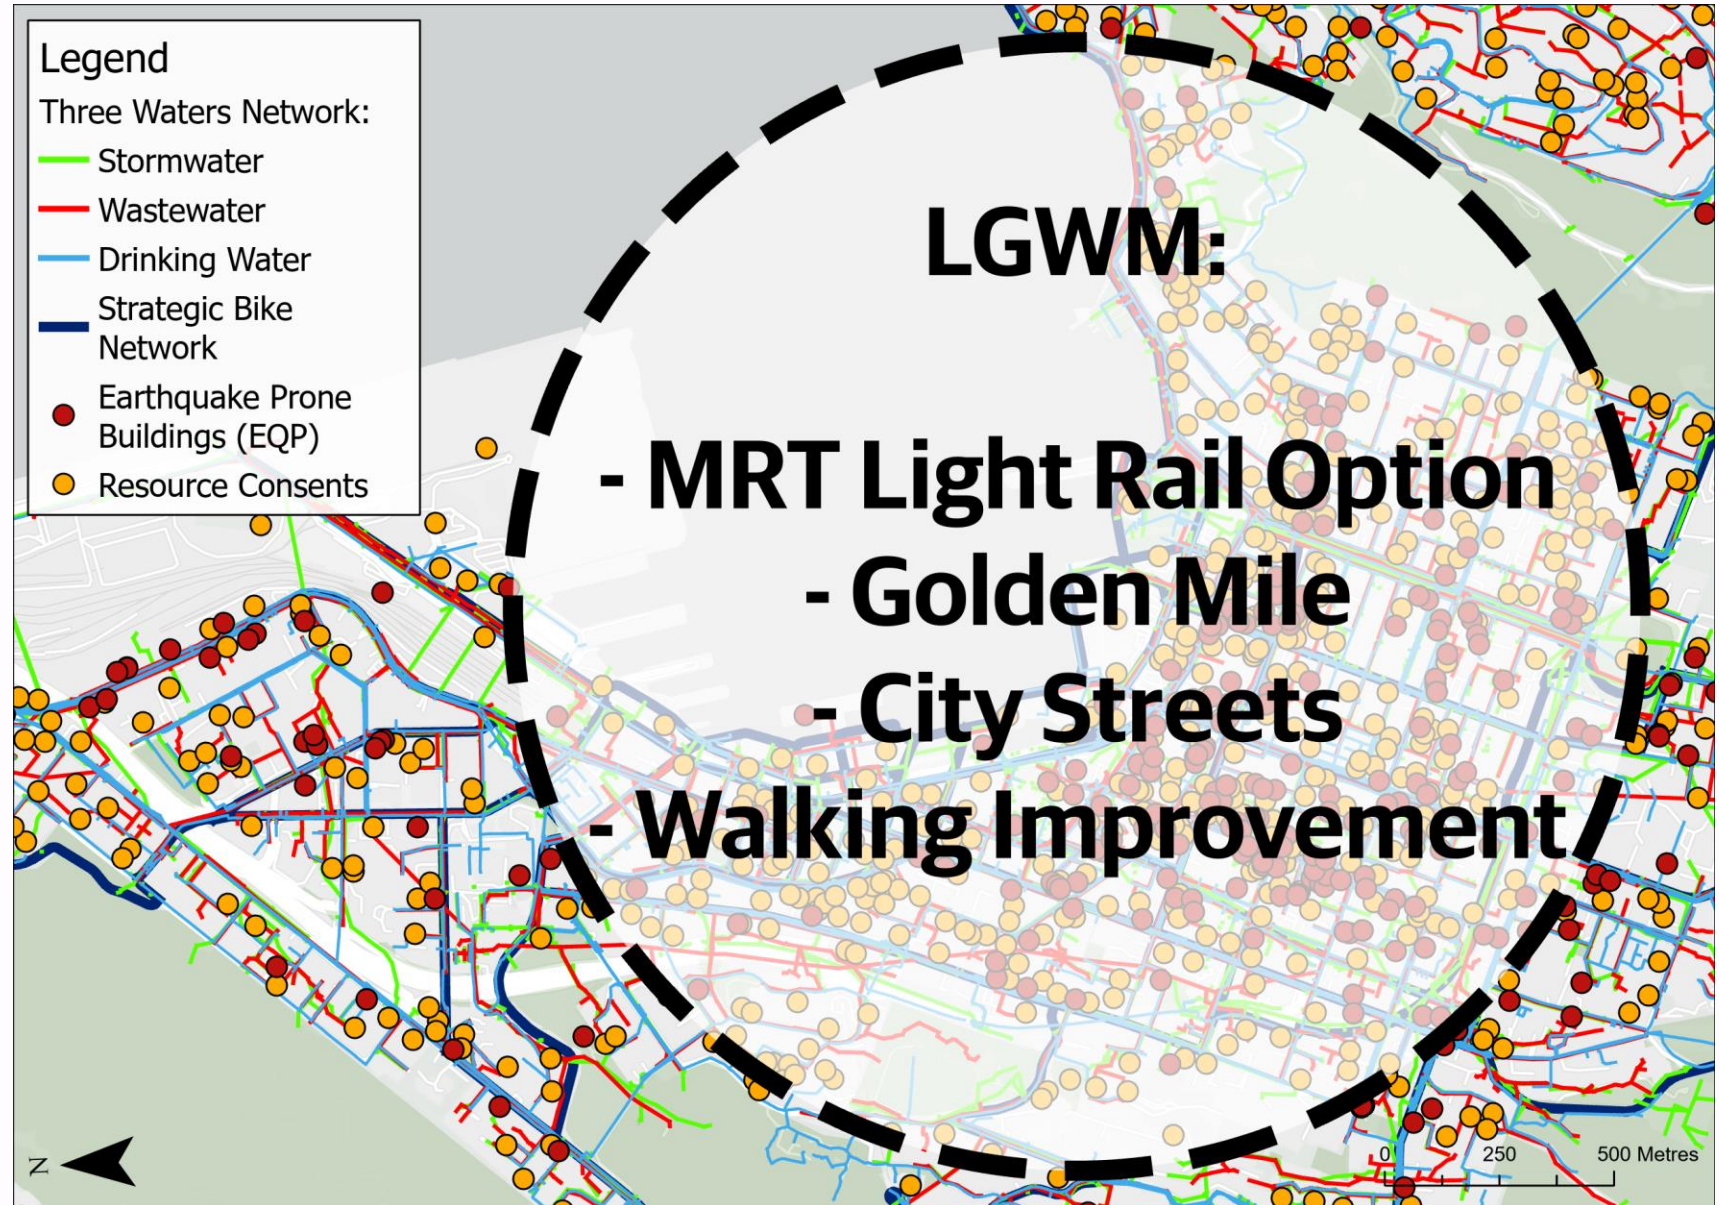 Legend
Three Waters Network:
Stormwater
Wastewater
Drinking Water
Strategic Bike
Network
Earthquake Prone
Buildings (EQP)
Resource Consents
LGWM:
- MRT Light Rail Option
- Golden Mile
- City Streets
- Walking Improvement
N
0 250 500 Metres